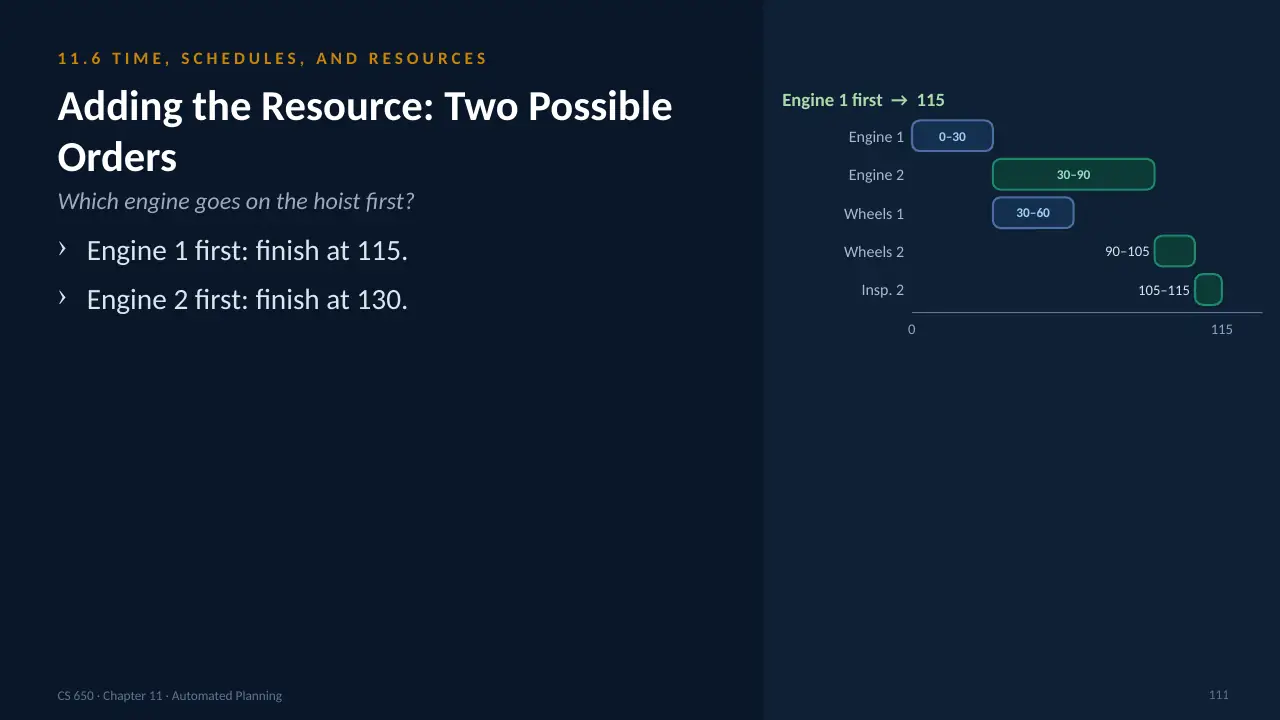 11.6 TIME, SCHEDULES, AND RESOURCES
Adding the Resource: Two Possible
Orders
Which engine goes on the hoist first?
› Engine 1 first: finish at 115.
› Engine 2 first: finish at 130.
Engine 1 first → 115
Engine 1 0–30
Engine 2 30–90
Wheels 1 30–60
Wheels 2 90–105
Insp. 2 105–115
0 115
CS 650 · Chapter 11 · Automated Planning
111